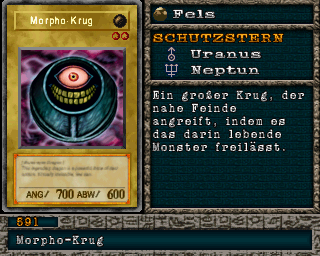 Morpho-Krug
ANG/ 700 ABW/ 600
Fels
SCHUTZSTERN
Uranus
Neptun
Ein großer Krug, der
nahe Feinde
angreift, indem es
das darin lebende
Monster freilässt.
591
Morpho-Krug